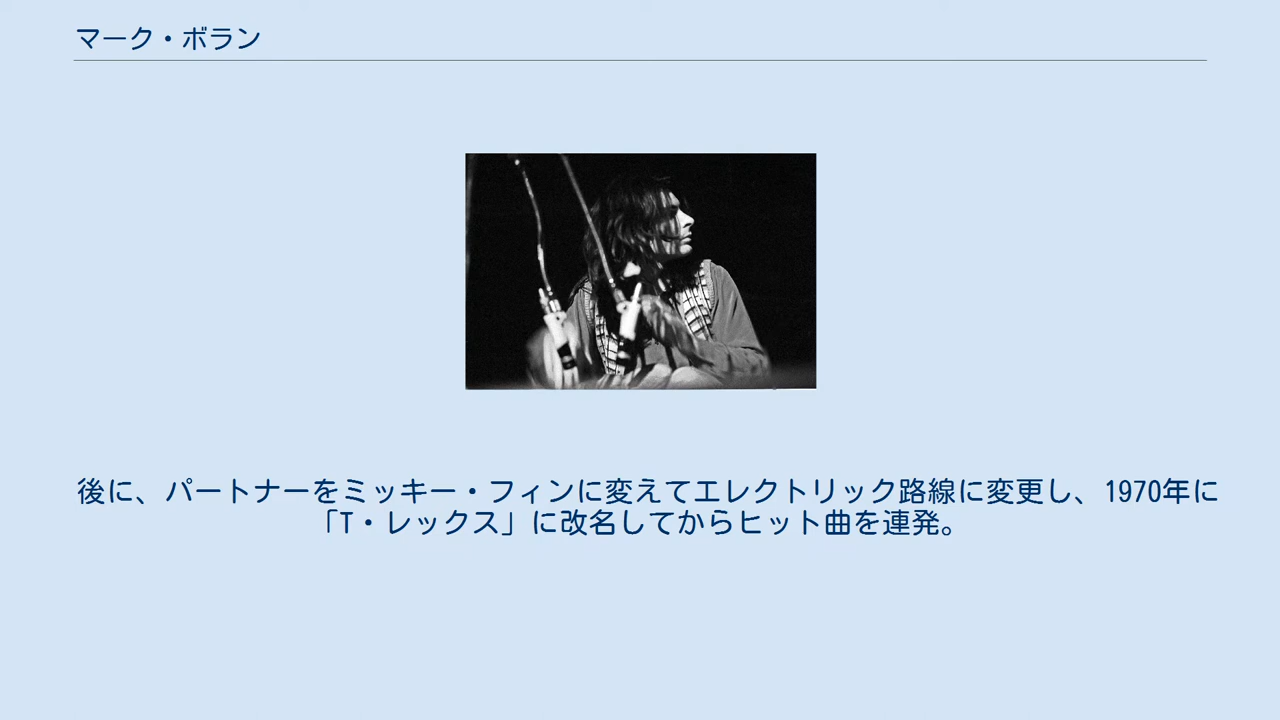 マーク・ボラン
後に、パートナーをミッキー・フィンに変えてエレクトリック路線に変更し、1970年に
「T・レックス」に改名してからヒット曲を連発。